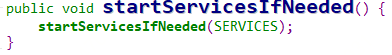 public void startServicesIfNeeded() {
    startServicesIfNeeded(SERVICES);
}